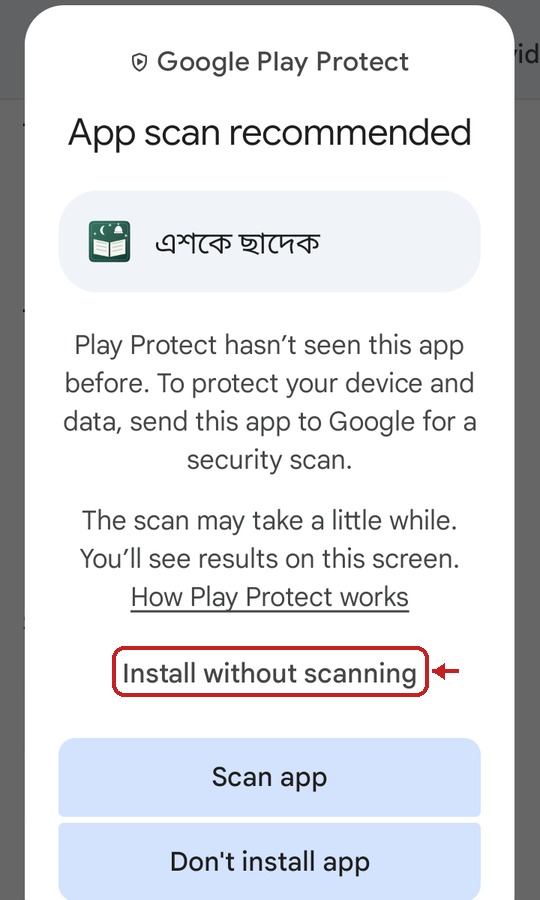 vid
Google Play Protect
App scan recommended
এশকে ছাদেক
Play Protect hasn’t seen this app
before. To protect your device and
data, send this app to Google for a
security scan.
The scan may take a little while.
You’ll see results on this screen.
How Play Protect works
Install without scanning
Scan app
Don't install app